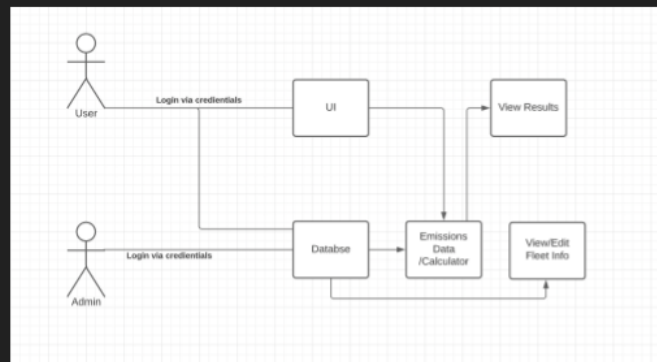 Login via credientials
User
UI
View Results
Login via credientials
Admin
Databse
Emissions
Data
/Calculator
View/Edit
Fleet Info